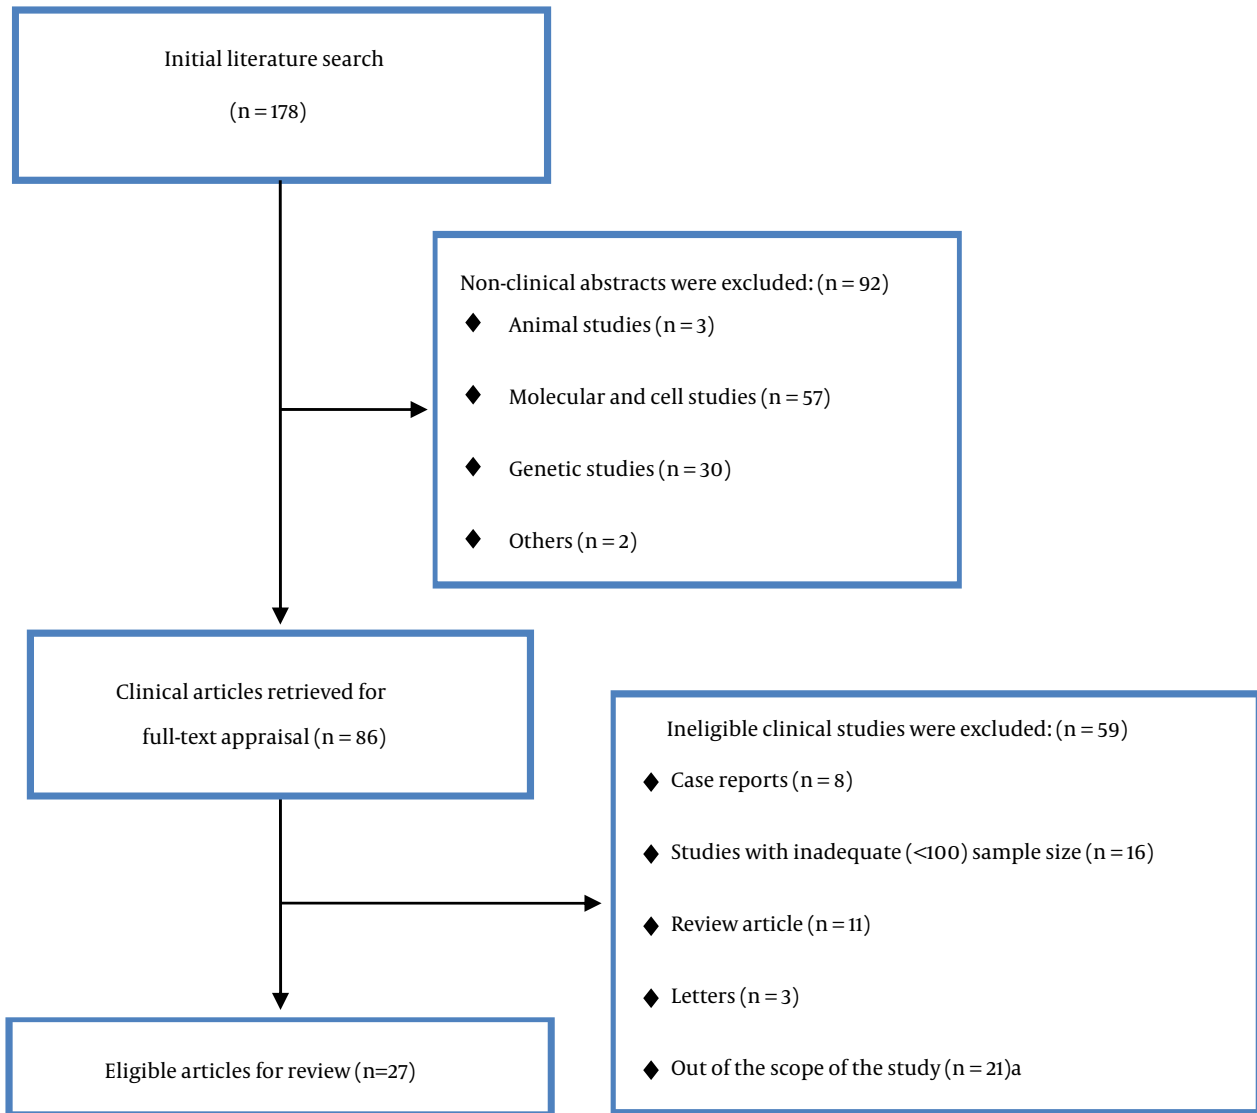 Initial literature search
(n = 178)
Non-clinical abstracts were excluded: (n = 92)
Animal studies (n = 3)
Molecular and cell studies (n = 57)
Genetic studies (n = 30)
Others (n = 2)
Clinical articles retrieved for
full-text appraisal (n = 86)
Ineligible clinical studies were excluded: (n = 59)
Case reports (n = 8)
Studies with inadequate (<100) sample size (n = 16)
Review article (n = 11)
Letters (n = 3)
Out of the scope of the study (n = 21)a
Eligible articles for review (n=27)